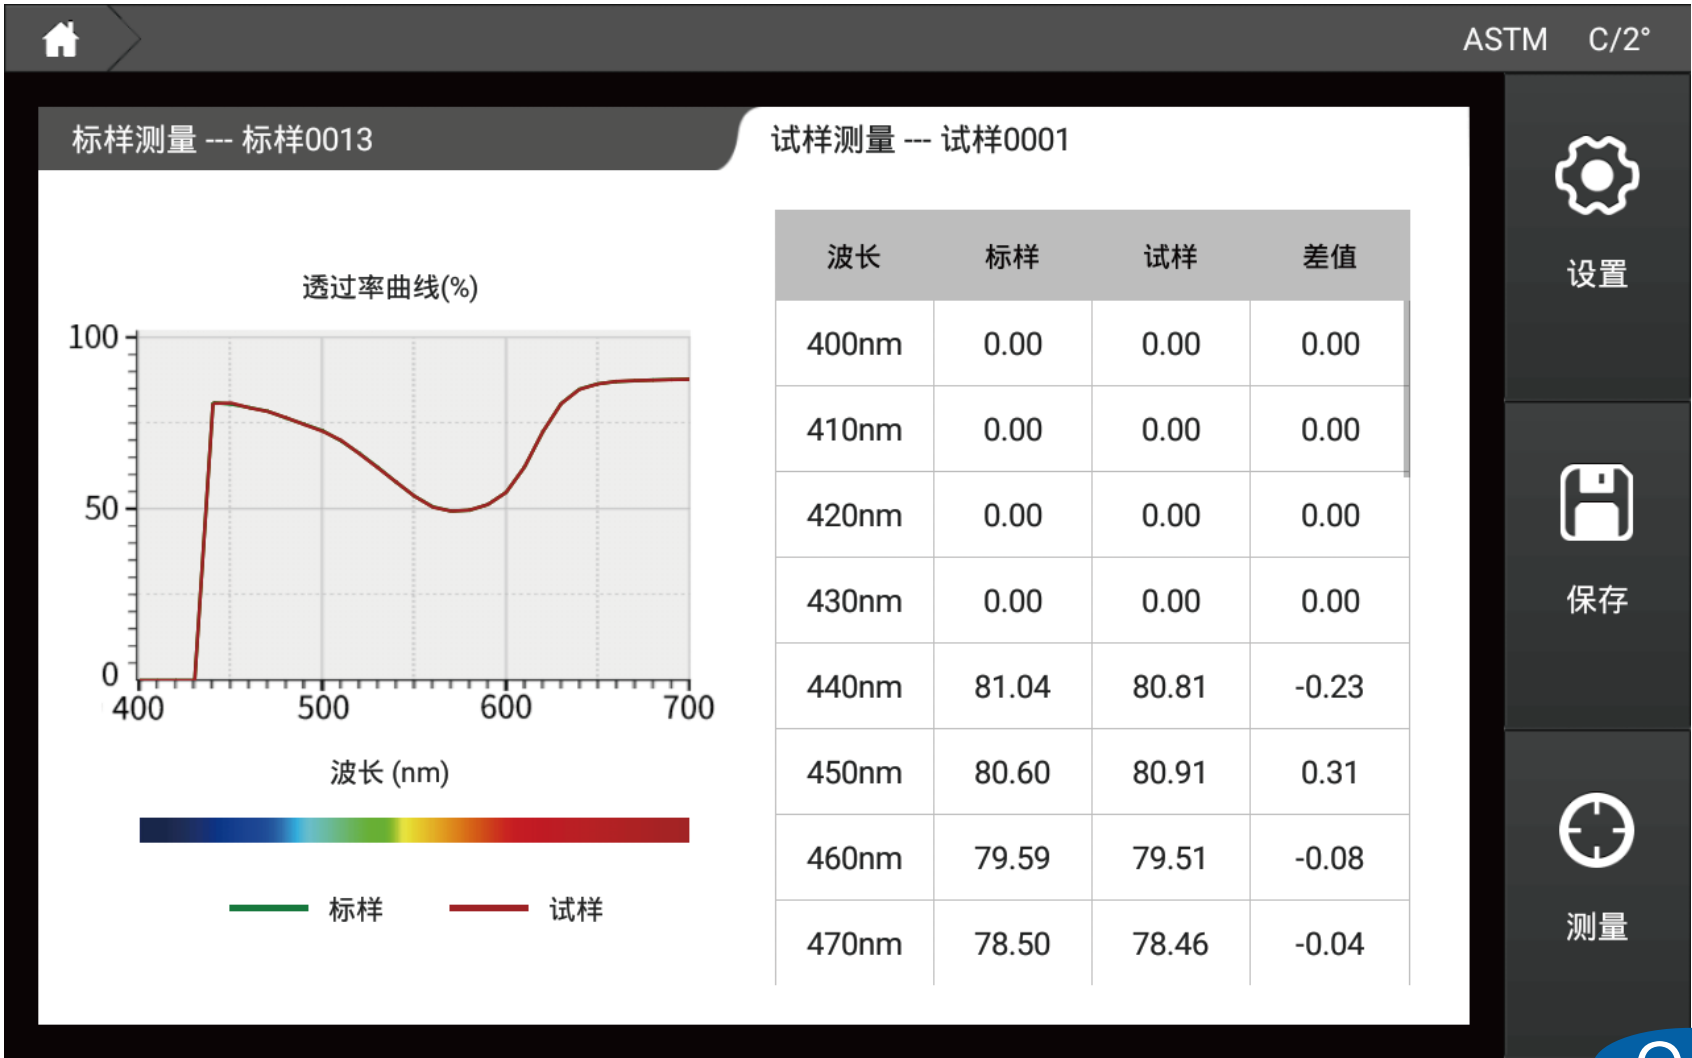 ASTM C/2°
标样测量 --- 标样0013
试样测量 --- 试样0001
透过率曲线(%)
100
50
0
400 500 600 700
波长 (nm)
标样 试样
波长 标样 试样 差值
400nm 0.00 0.00 0.00
410nm 0.00 0.00 0.00
420nm 0.00 0.00 0.00
430nm 0.00 0.00 0.00
440nm 81.04 80.81 -0.23
450nm 80.60 80.91 0.31
460nm 79.59 79.51 -0.08
470nm 78.50 78.46 -0.04
设置
保存
测量